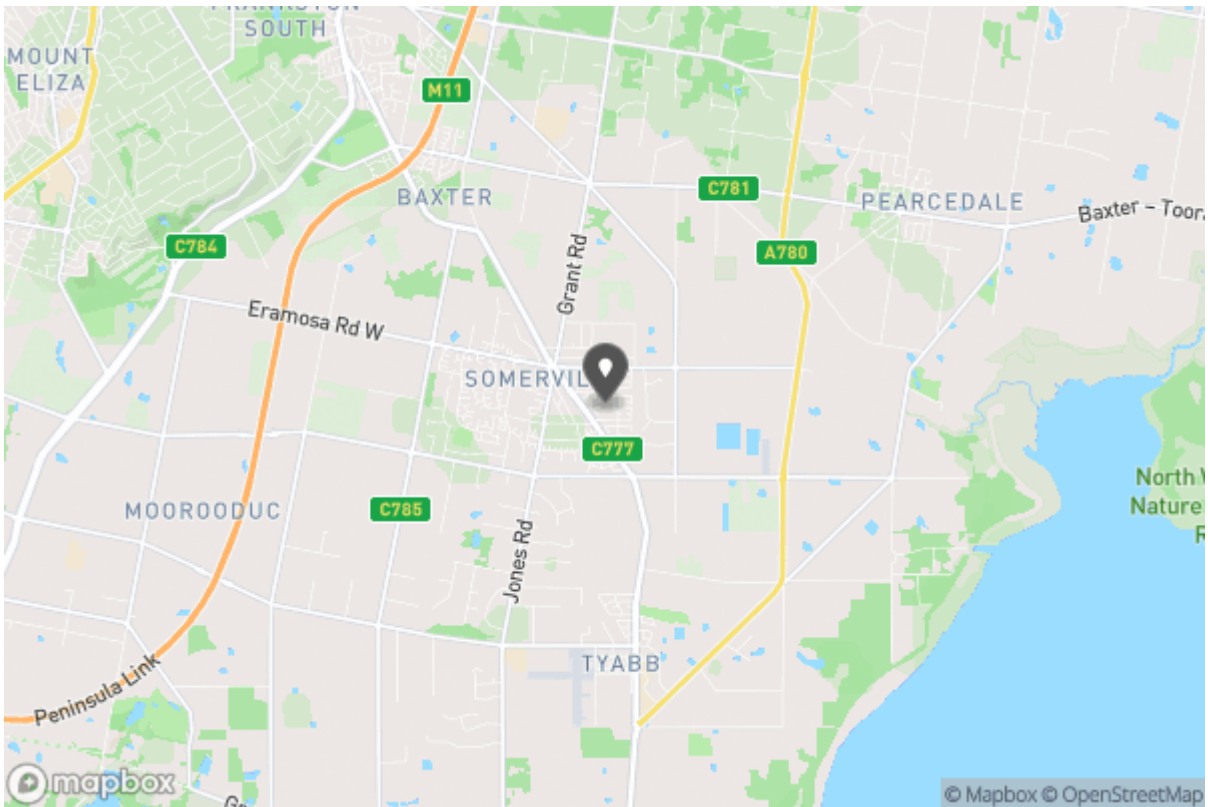 FRANKSTON
SOUTH
MOUNT
ELIZA
M11
BAXTER
C781
PEARCEDALE
Baxter – Toora
C784
A780
Grant Rd
Eramosa Rd W
SOMERVIL
C777
North W
Nature
R
MOOROODUC
C785
Jones Rd
TYABB
Peninsula Link
mapbox
© Mapbox © OpenStreetMap